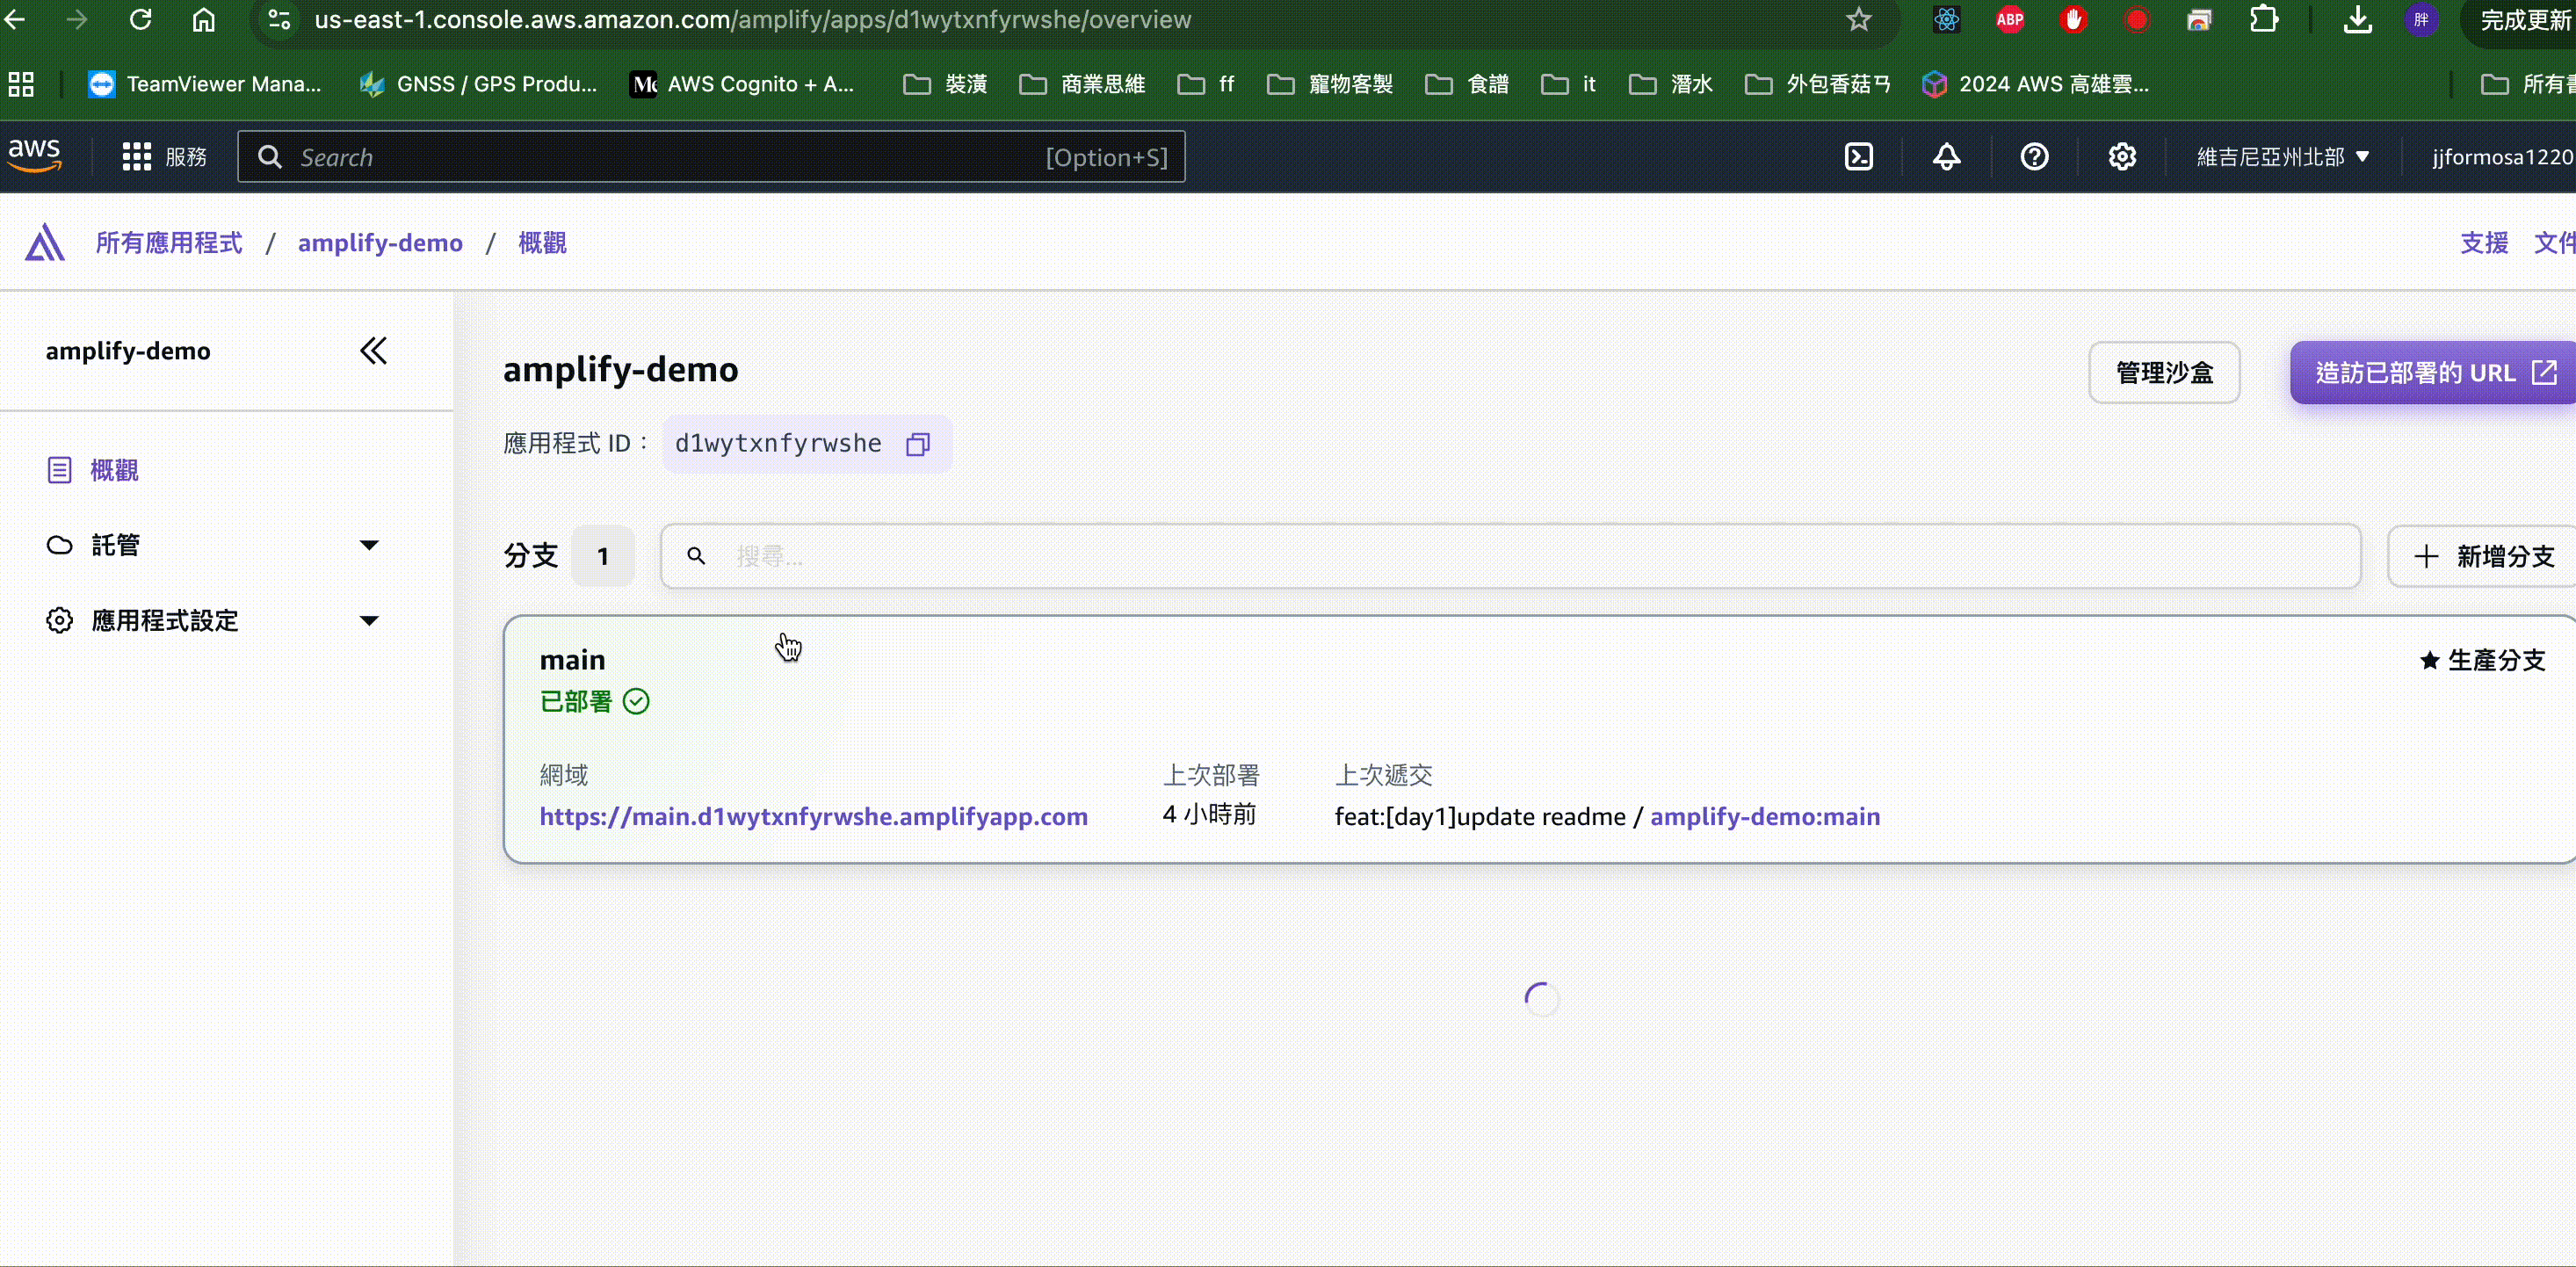 us-east-1.console.aws.amazon.com/amplify/apps/d1wytxnfyrwshe/overview
ABP
胖
完成更新
TeamViewer Mana...
GNSS / GPS Produ...
AWS Cognito + A...
裝潢
商業思維
ff
寵物客製
食譜
it
潛水
外包香菇ㄢ
2024 AWS 高雄雲...
所有書
aws
服務
Search
[Option+S]
維吉尼亞州北部
jjformosa1220
所有應用程式 / amplify-demo / 概觀
支援
文件
amplify-demo
概觀
託管
應用程式設定
amplify-demo
管理沙盒
造訪已部署的 URL
應用程式 ID： d1wytxnfyrwshe
分支 1
搜尋...
新增分支
main
★ 生產分支
已部署
網域
上次部署
上次遞交
https://main.d1wytxnfyrwshe.amplifyapp.com
4 小時前
feat:[day1]update readme / amplify-demo:main